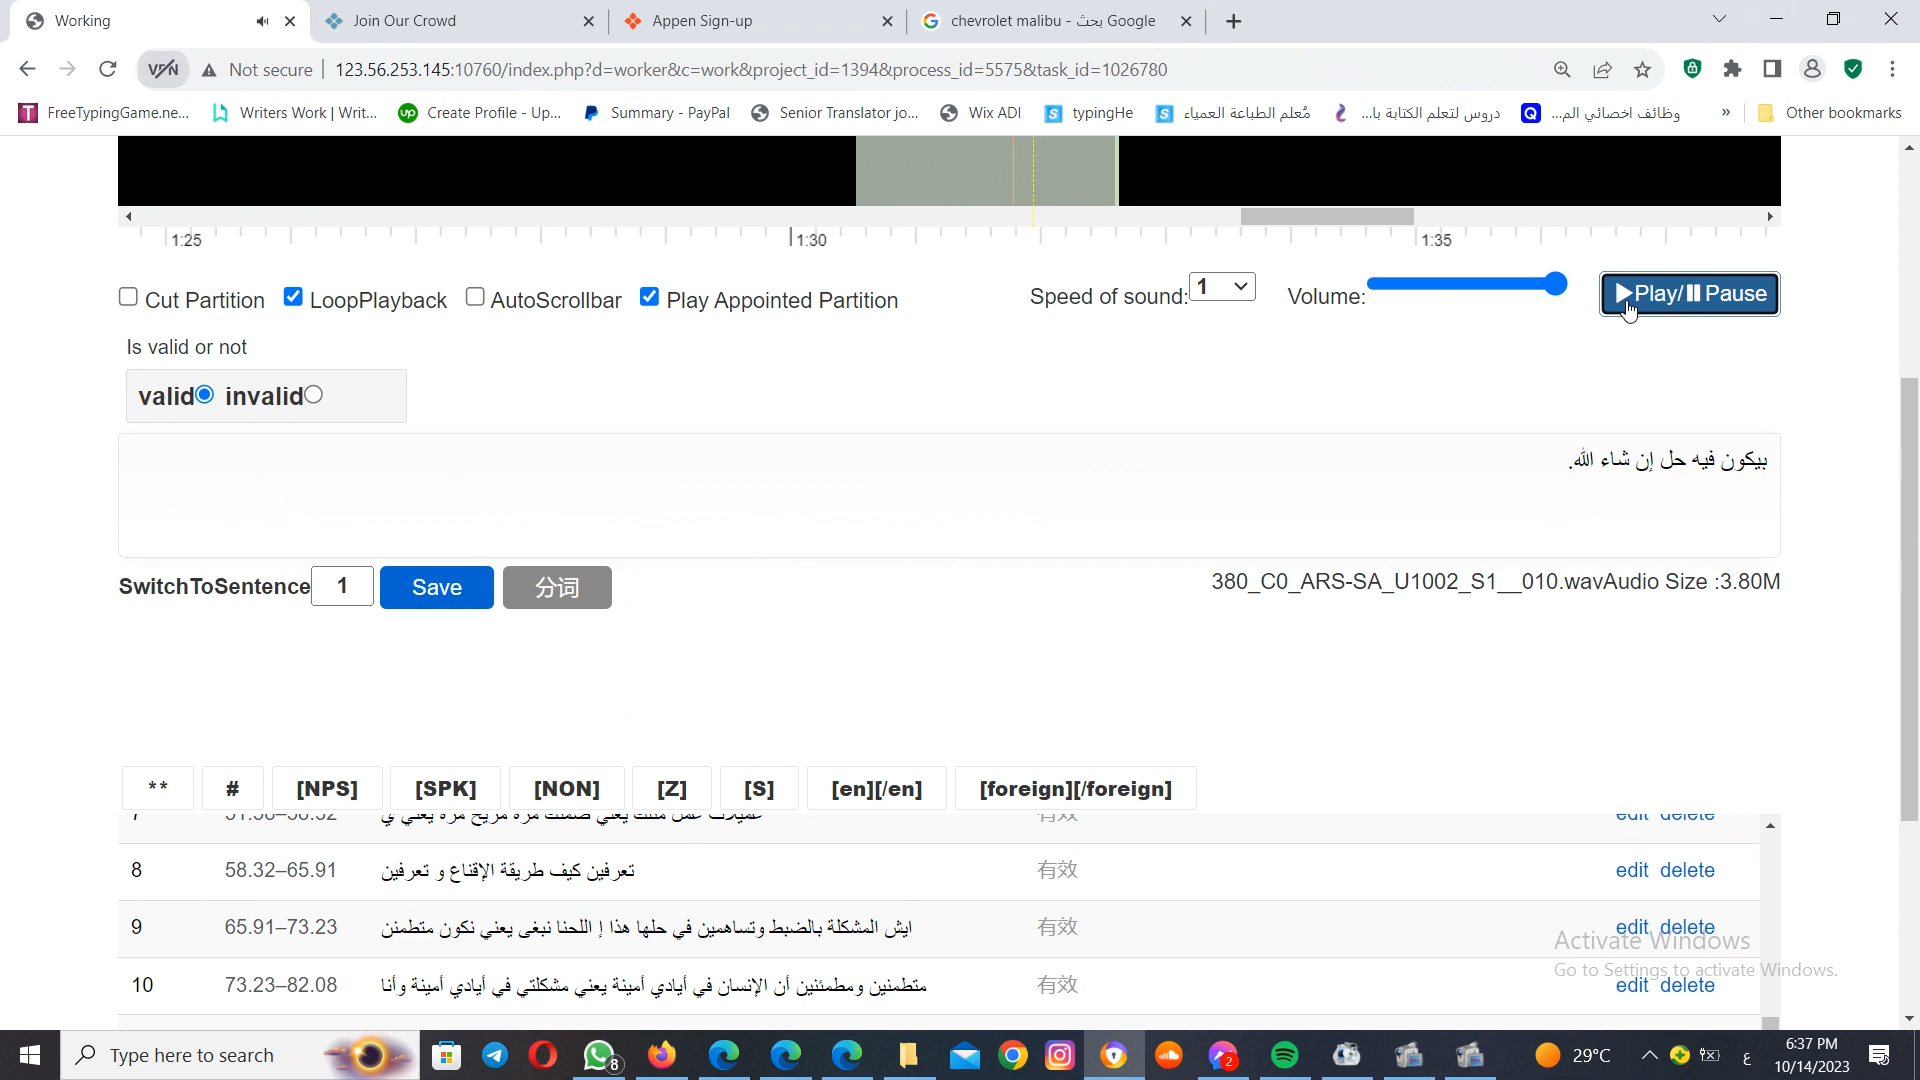 Working
Join Our Crowd
Appen Sign-up
chevrolet malibu - بحث Google
VPN
Not secure
123.56.253.145:10760/index.php?d=worker&c=work&project_id=1394&process_id=5575&task_id=1026780
FreeTypingGame.ne...
Writers Work | Writ...
Create Profile - Up...
Summary - PayPal
Senior Translator jo...
Wix ADI
typingHe
مُعلم الطباعة العمياء
دروس لتعلم الكتابة با...
وظائف اخصائي الم...
»
Other bookmarks
1:25
1:30
1:35
Cut Partition
LoopPlayback
AutoScrollbar
Play Appointed Partition
Speed of sound:
1
Volume:
Play/ Pause
Is valid or not
valid
invalid
بيكون فيه حل إن شاء الله.
SwitchToSentence
1
Save
分词
380_C0_ARS-SA_U1002_S1__010.wavAudio Size :3.80M
**
#
[NPS]
[SPK]
[NON]
[Z]
[S]
[en][/en]
[foreign][/foreign]
8 58.32–65.91 تعرفين كيف طريقة الإقناع و تعرفين 有效 edit delete
9 65.91–73.23 ايش المشكلة بالضبط وتساهمين في حلها هذا إ اللحنا نبغى يعني نكون متطمنن 有效 edit delete
10 73.23–82.08 متطمنين ومطمئنين أن الإنسان في أيادي أمينة يعني مشكلتي في أيادي أمينة وأنا 有效 edit delete
Activate Windows
Go to Settings to activate Windows.
Type here to search
8
2
29°C
ع
6:37 PM
10/14/2023